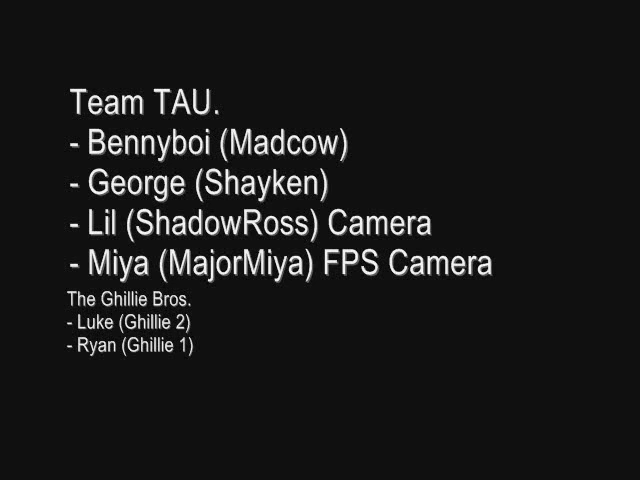 Team TAU.
- Bennyboi (Madcow)
- George (Shayken)
- Lil (ShadowRoss) Camera
- Miya (MajorMiya) FPS Camera
The Ghillie Bros.
- Luke (Ghillie 2)
- Ryan (Ghillie 1)